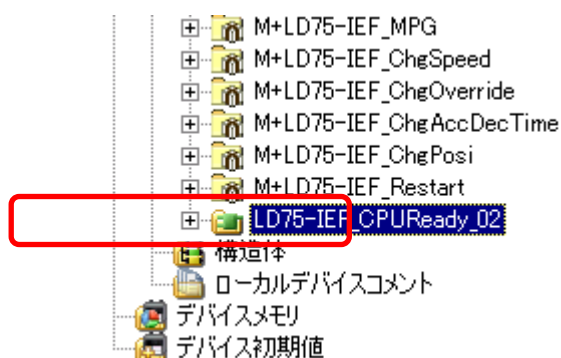 M+LD75-IEF_MPG
M+LD75-IEF_ChgSpeed
M+LD75-IEF_ChgOverride
M+LD75-IEF_ChgAccDecTime
M+LD75-IEF_ChgPosi
M+LD75-IEF_Restart
LD75-IEF_CPUReady_02
構造体
ローカルデバイスコメント
デバイスメモリ
デバイス初期値